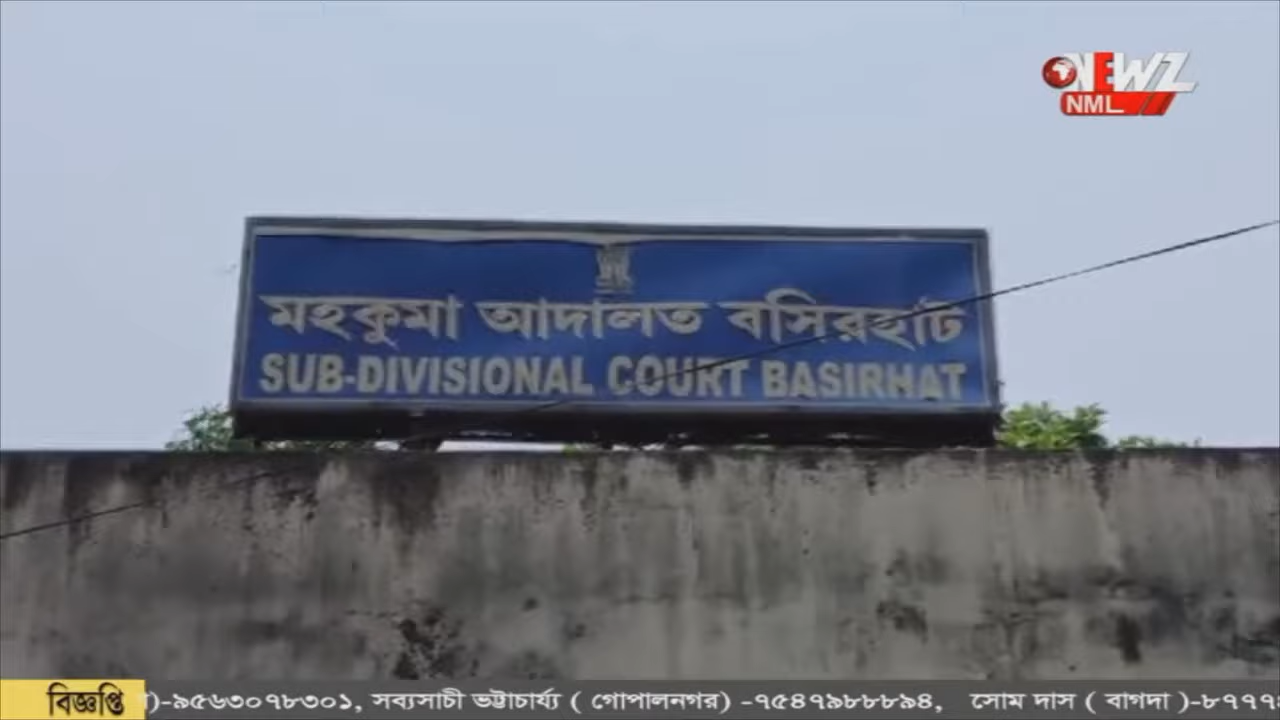 NEWZ
NML
মহকুমা আদালত বসিরহাট
SUB-DIVISIONAL COURT BASIRHAT
বিজ্ঞপ্তি )-৯৫৬৩০৭৮৩০১, সব্যসাচী ভট্টাচার্য্য ( গোপালনগর) -৭৫৪৭৯৮৮৮৯৪, সোম দাস ( বাগদা )-৮৭৭৭